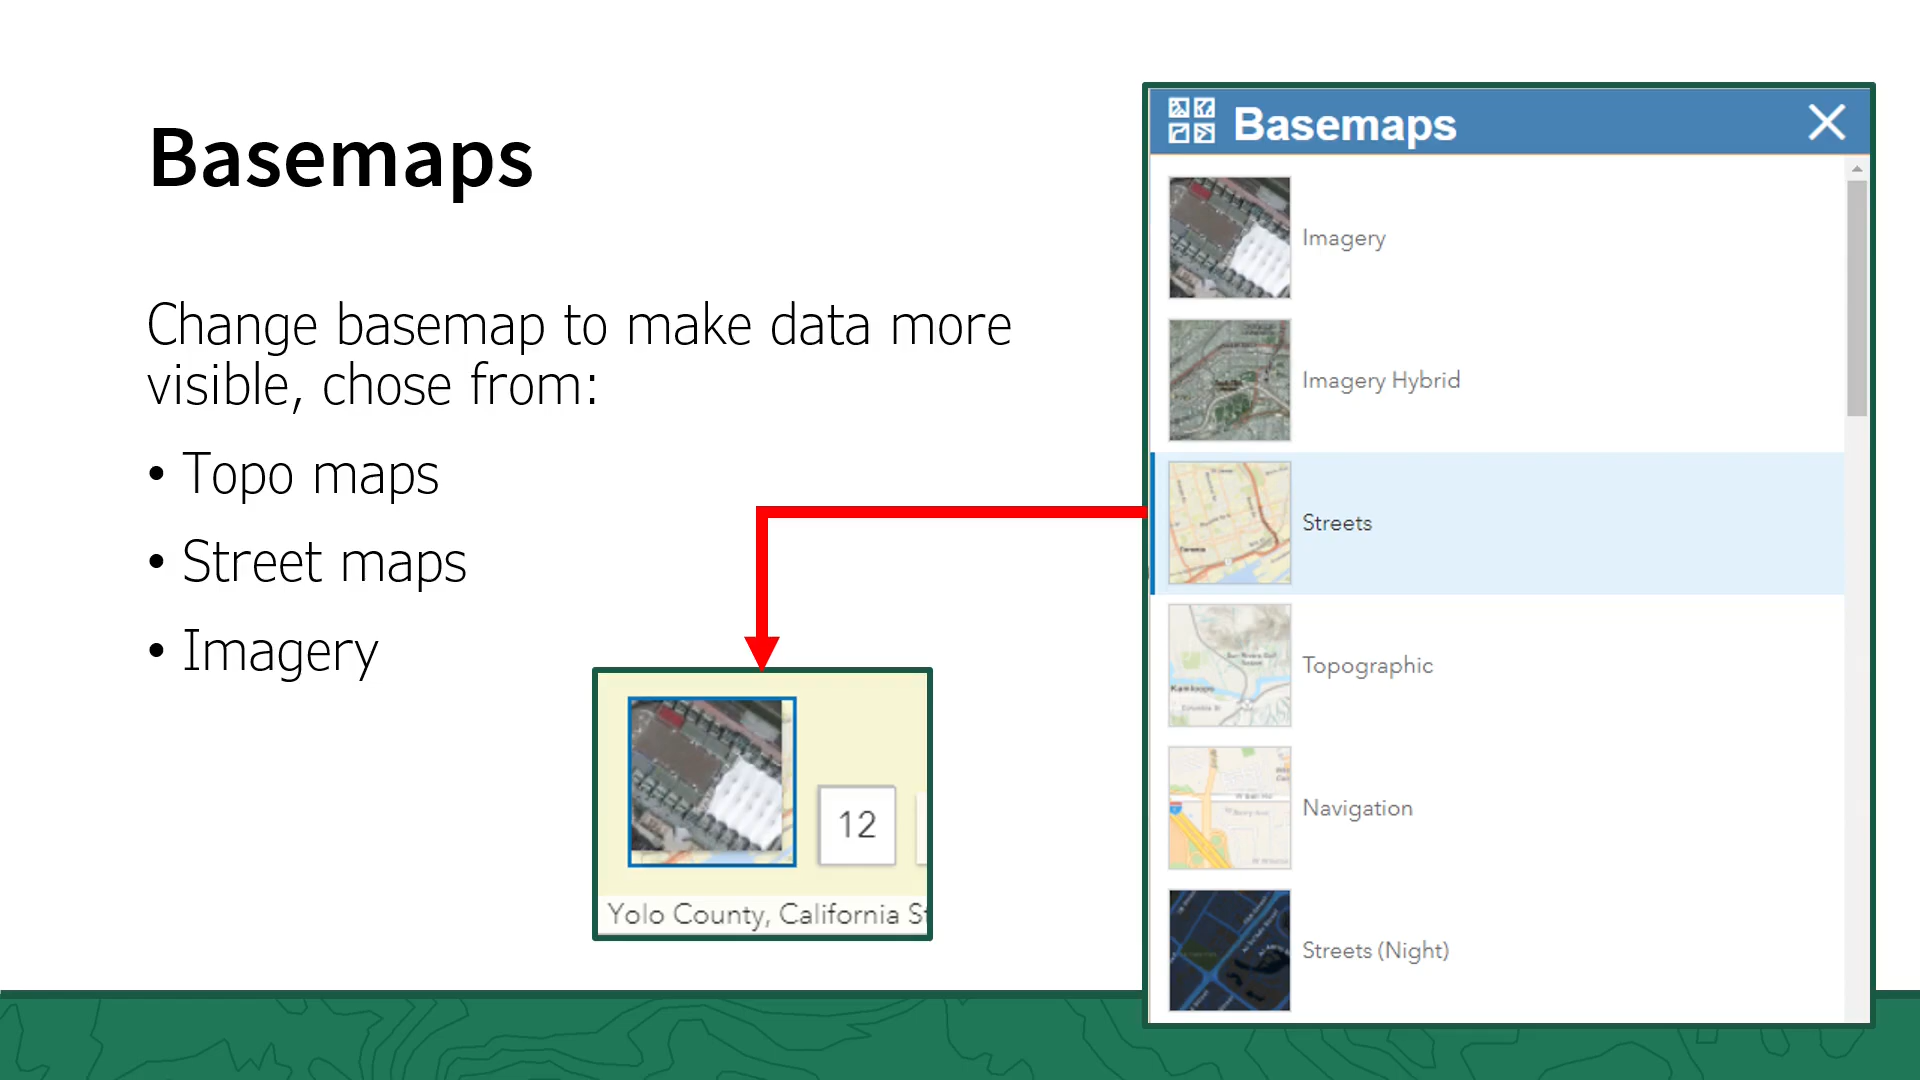 Basemaps
Change basemap to make data more
visible, chose from:
• Topo maps
• Street maps
• Imagery
12
Yolo County, California St
Basemaps
Imagery
Imagery Hybrid
Streets
Topographic
Navigation
Streets (Night)